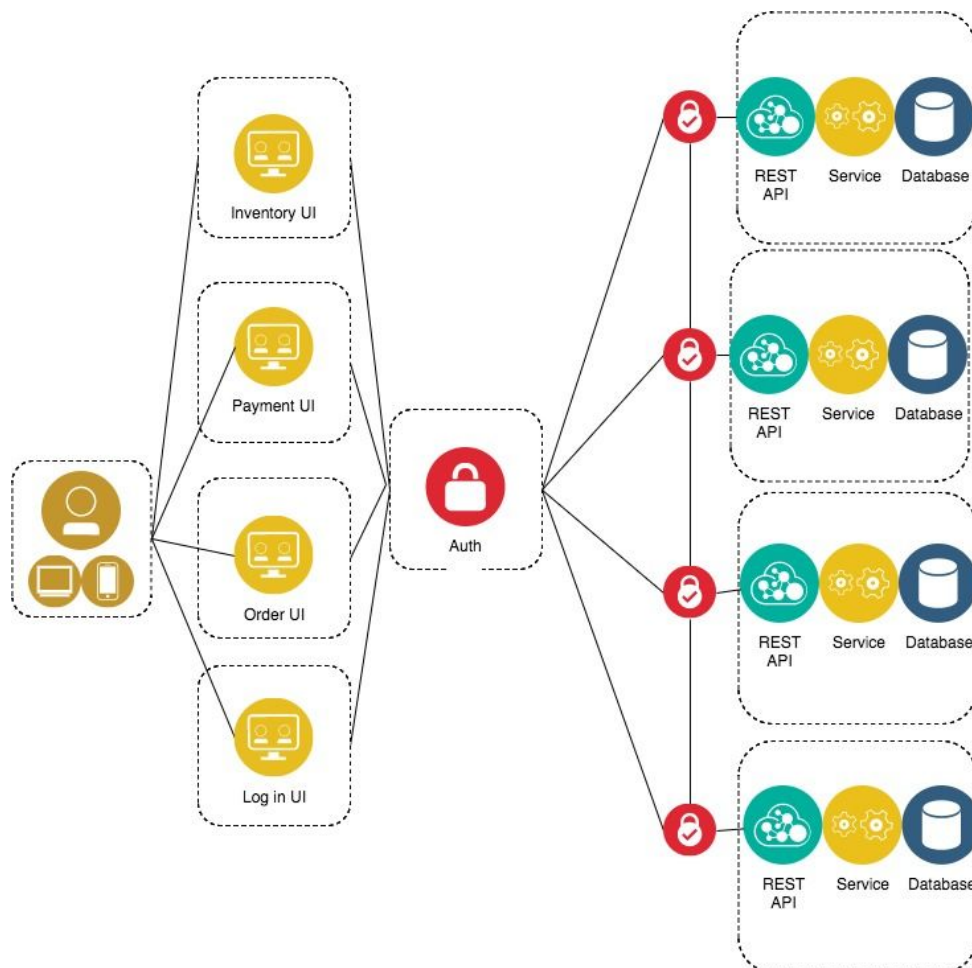 Inventory UI
Payment UI
Order UI
Log in UI
Auth
REST
API
Service
Database
REST
API
Service
Database
REST
API
Service
Database
REST
API
Service
Database